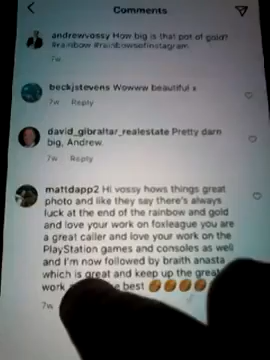 Comments
andrewvossy How big is that pot of gold?
#rainbow #rainbowsofinstagram
7w
beckjstevens Wowww beautiful x
7w Reply
david_gibraltar_realestate Pretty darn
big, Andrew
7w Reply
mattdapp2 Hi vossy hows things great
photo and like they say there's always
luck at the end of the rainbow and gold
and love your work on foxleague you are
a great caller and love your work on the
PlayStation games and consoles as well
and I'm now followed by braith anasta
which is great and keep up the great
work best
7w